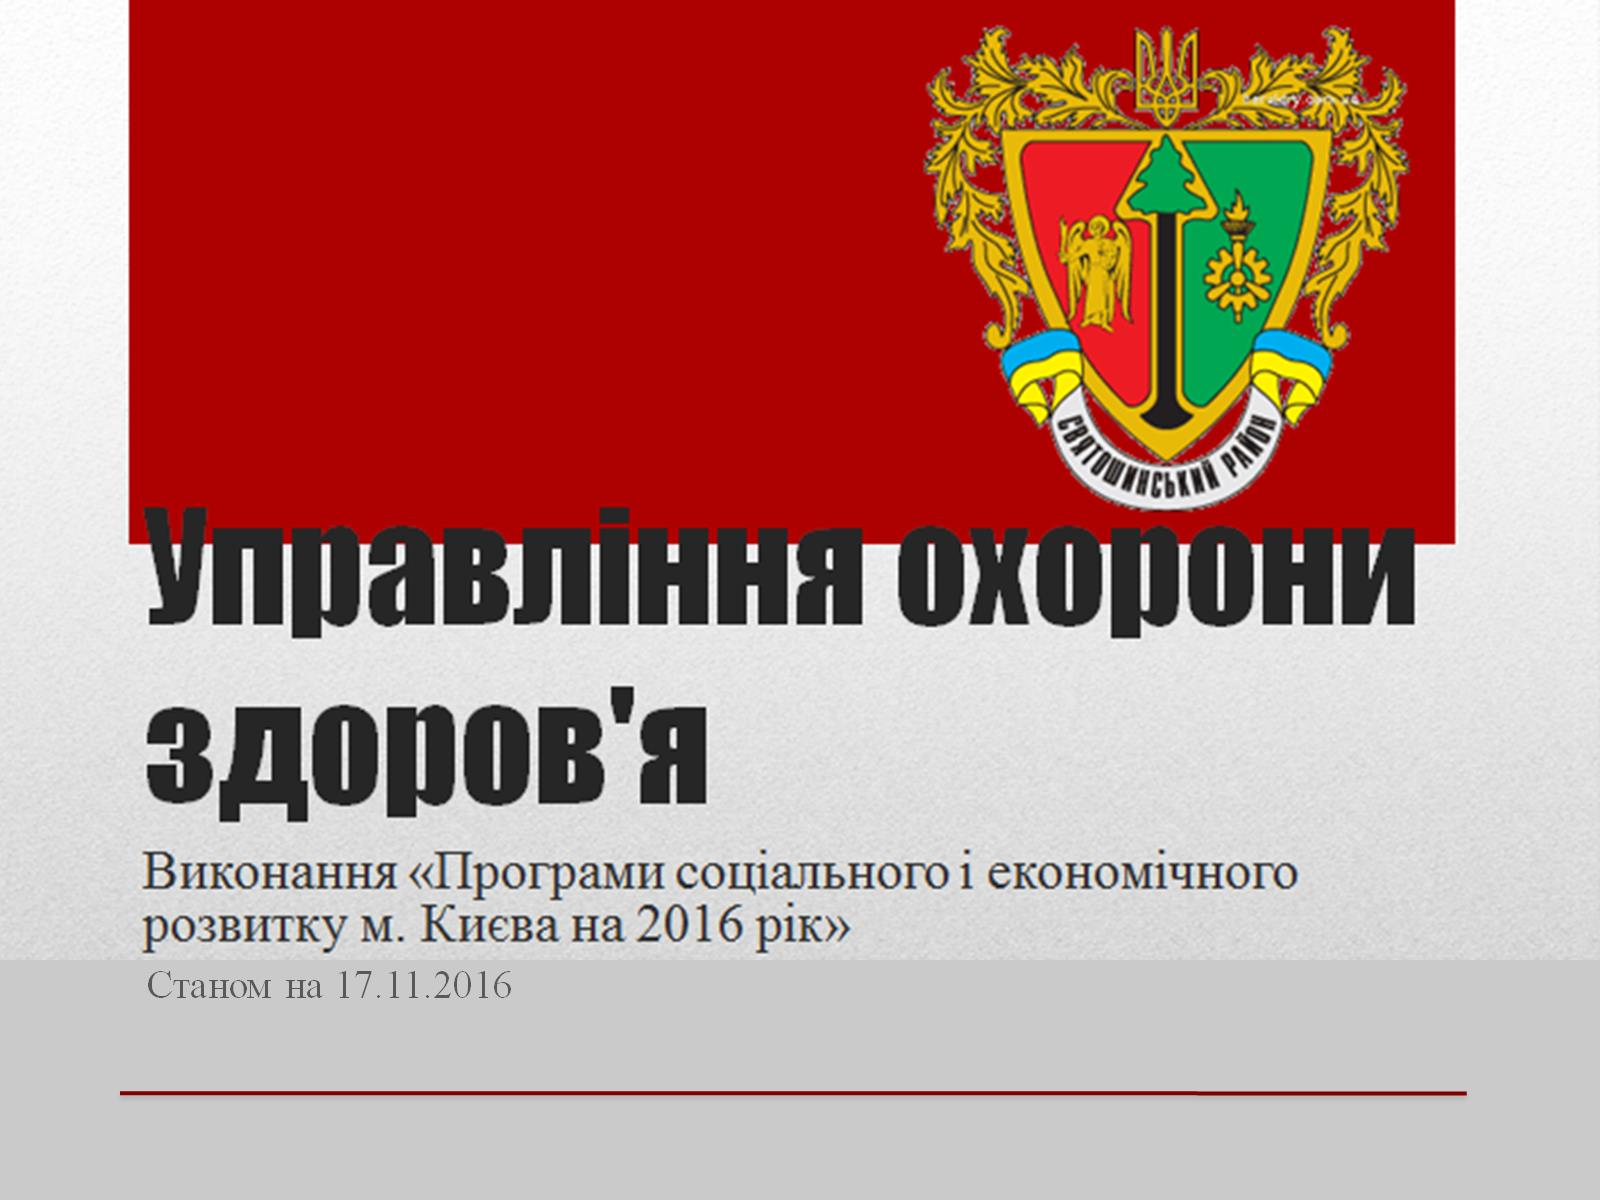 СВЯТОШИНСЬКИЙ РАЙОН
Управління охорони
здоров'я
Виконання «Програми соціального і економічного
розвитку м. Києва на 2016 рік»
Станом на 17.11.2016